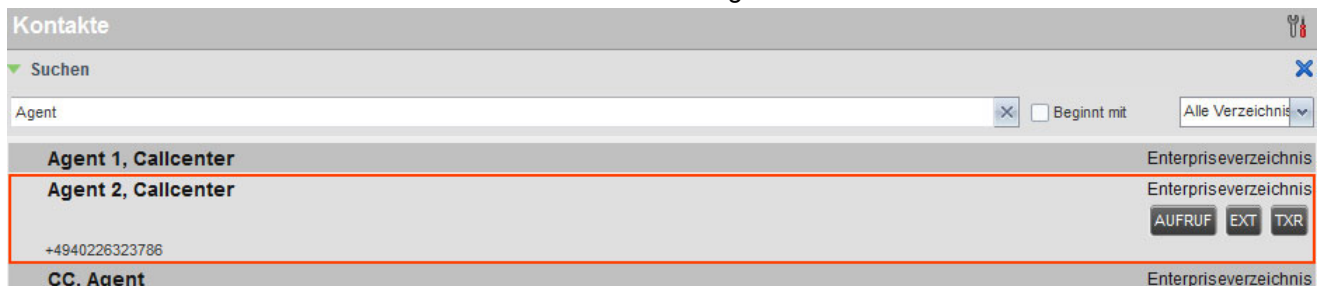 Kontakte
Suchen
Agent
Beginnt mit
Alle Verzeichnis
Agent 1, Callcenter
Enterpriseverzeichnis
Agent 2, Callcenter
Enterpriseverzeichnis
AUFRUF EXT TXR
+4940226323786
CC, Agent
Enterpriseverzeichnis